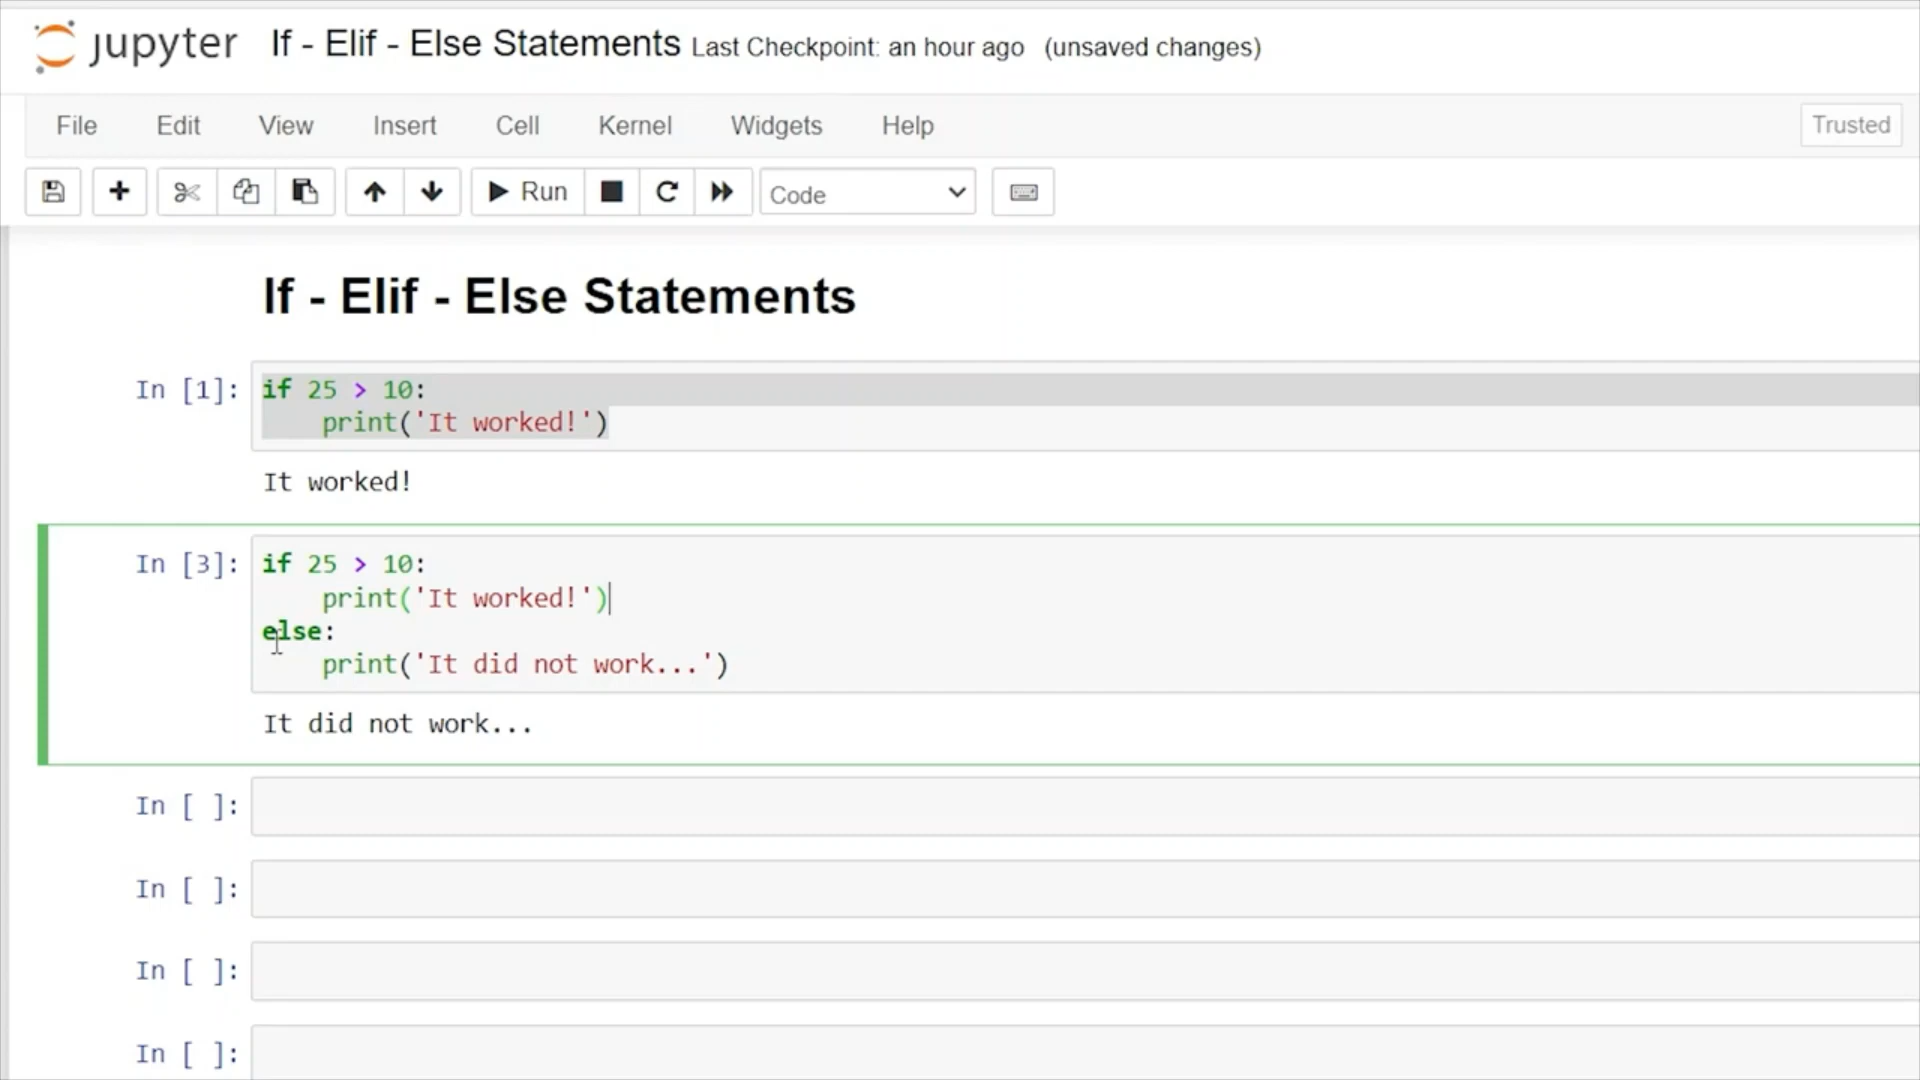 jupyter If - Elif - Else Statements Last Checkpoint: an hour ago (unsaved changes)
File Edit View Insert Cell Kernel Widgets Help Trusted
Run Code
If - Elif - Else Statements
In [1]: if 25 > 10:
print('It worked!')
It worked!
In [3]: if 25 > 10:
print('It worked!')
else:
print('It did not work...')
It did not work...
In [ ]:
In [ ]:
In [ ]:
In [ ]: